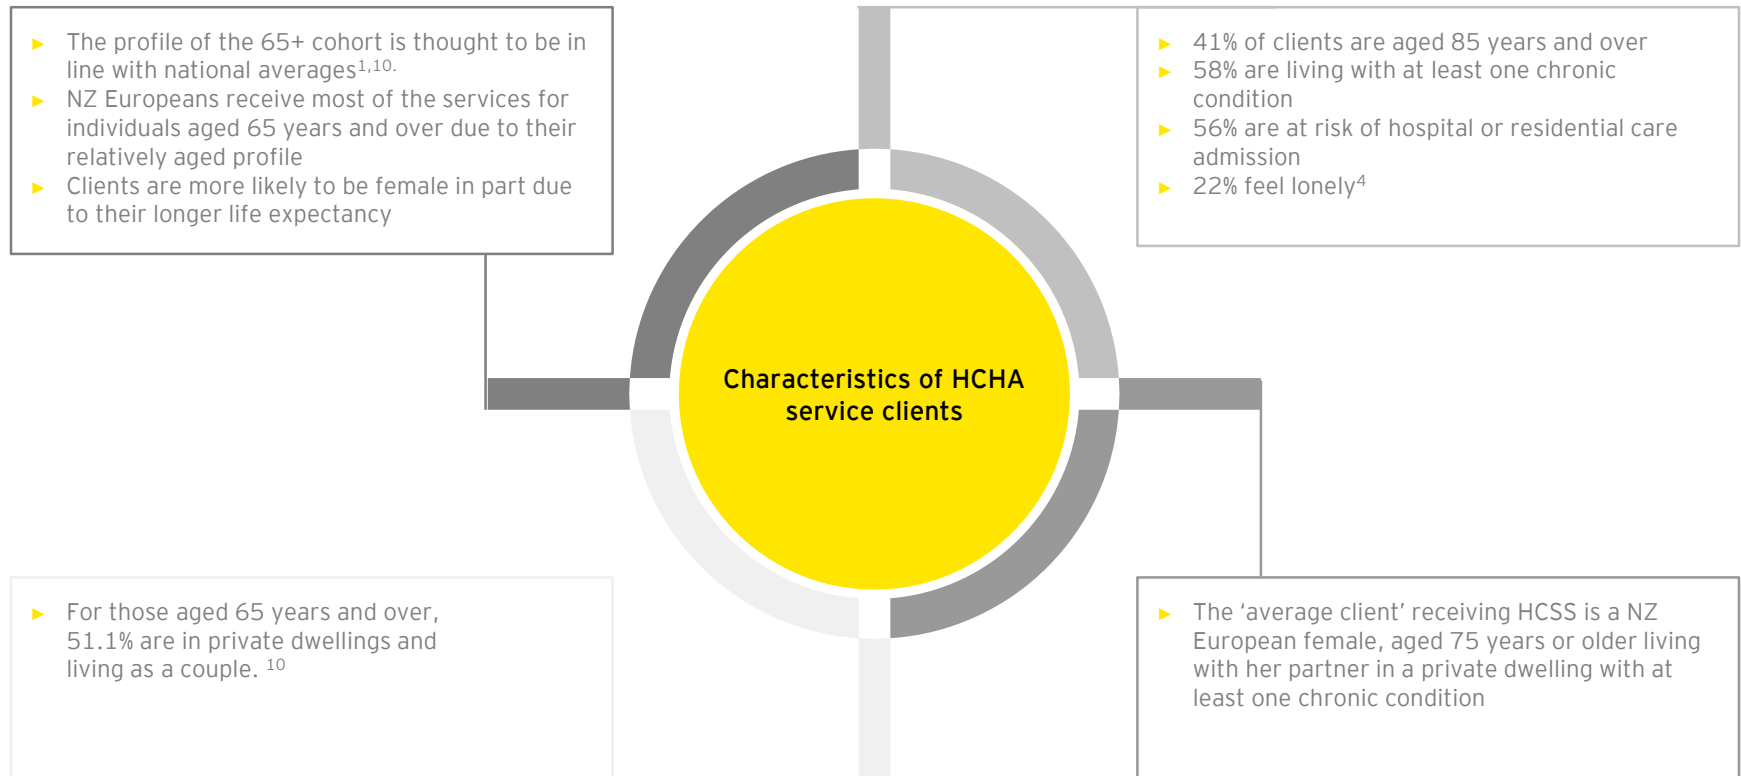 ► The profile of the 65+ cohort is thought to be in
line with national averages1,10.
► NZ Europeans receive most of the services for
individuals aged 65 years and over due to their
relatively aged profile
► Clients are more likely to be female in part due
to their longer life expectancy
► 41% of clients are aged 85 years and over
► 58% are living with at least one chronic
condition
► 56% are at risk of hospital or residential care
admission
► 22% feel lonely4
Characteristics of HCHA
service clients
► For those aged 65 years and over,
51.1% are in private dwellings and
living as a couple. 10
► The ‘average client’ receiving HCSS is a NZ
European female, aged 75 years or older living
with her partner in a private dwelling with at
least one chronic condition